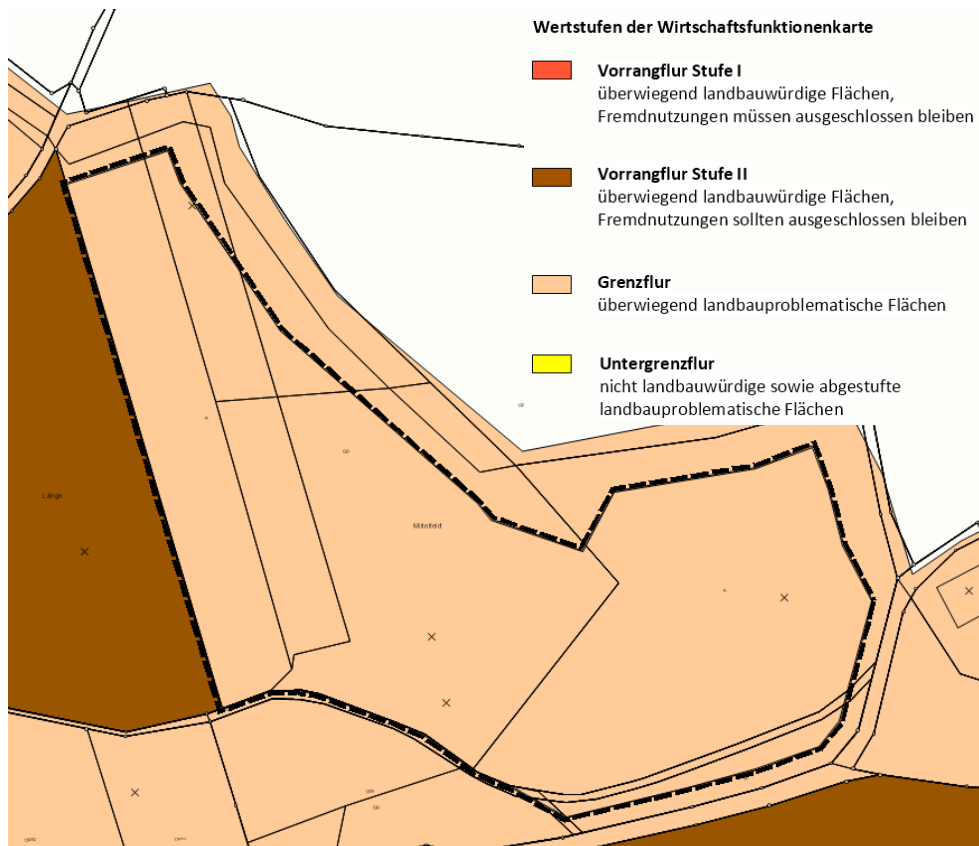 Wertstufen der Wirtschaftsfunktionenkarte
Vorrangflur Stufe I
überwiegend landbauwürdige Flächen,
Fremdnutzungen müssen ausgeschlossen bleiben
Vorrangflur Stufe II
überwiegend landbauwürdige Flächen,
Fremdnutzungen sollten ausgeschlossen bleiben
Grenzflur
überwiegend landbauproblematische Flächen
Untergrenzflur
nicht landbauwürdige sowie abgestufte
landbauproblematische Flächen
Länge
Mittelfeld